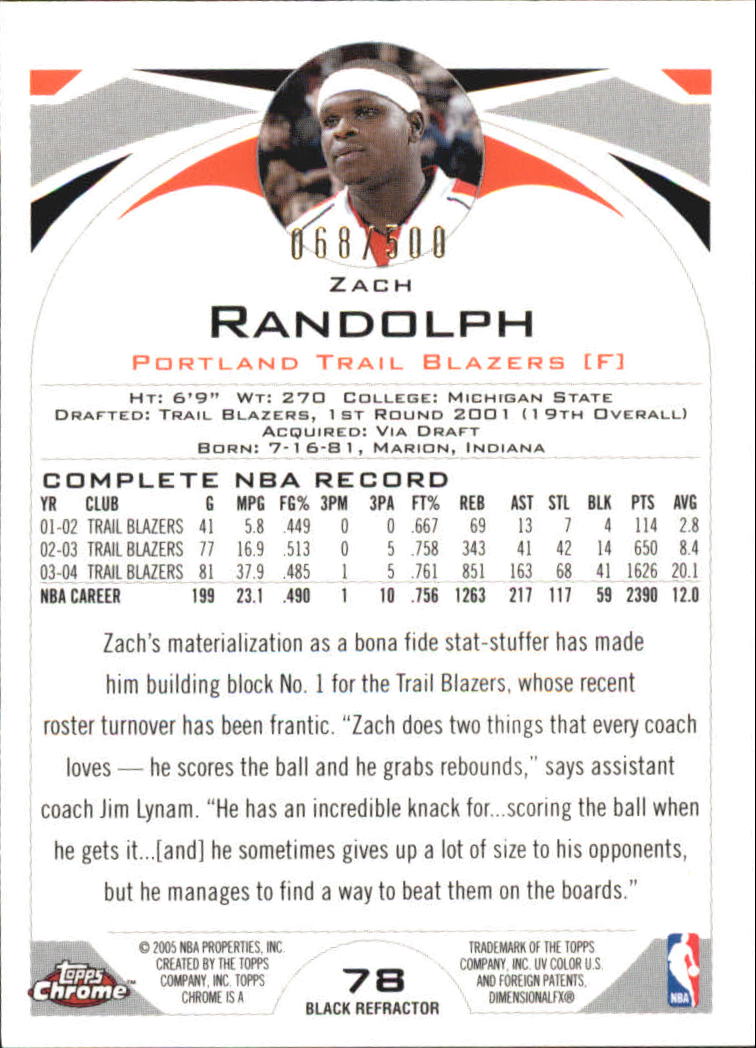 068/500
ZACH
RANDOLPH
PORTLAND TRAIL BLAZERS [F]
HT: 6'9" WT: 270 COLLEGE: MICHIGAN STATE
DRAFTED: TRAIL BLAZERS, 1ST ROUND 2001 (19TH OVERALL)
ACQUIRED: VIA DRAFT
BORN: 7-16-81, MARION, INDIANA
COMPLETE NBA RECORD
YR CLUB G MPG FG% 3PM 3PA FT% REB AST STL BLK PTS AVG
01-02 TRAIL BLAZERS 41 5.8 .449 0 0 .667 69 13 7 4 114 2.8
02-03 TRAIL BLAZERS 77 16.9 .513 0 5 .758 343 41 42 14 650 8.4
03-04 TRAIL BLAZERS 81 37.9 .485 1 5 .761 851 163 68 41 1626 20.1
NBA CAREER 199 23.1 .490 1 10 .756 1263 217 117 59 2390 12.0
Zach's materialization as a bona fide stat-stuffer has made
him building block No. 1 for the Trail Blazers, whose recent
roster turnover has been frantic. "Zach does two things that every coach
loves — he scores the ball and he grabs rebounds," says assistant
coach Jim Lynam. "He has an incredible knack for...scoring the ball when
he gets it...[and] he sometimes gives up a lot of size to his opponents,
but he manages to find a way to beat them on the boards."
Topps
Chrome™
© 2005 NBA PROPERTIES, INC.
CREATED BY THE TOPPS
COMPANY, INC. TOPPS
CHROME IS A
78
BLACK REFRACTOR
TRADEMARK OF THE TOPPS
COMPANY, INC. UV COLOR U.S.
AND FOREIGN PATENTS,
DIMENSIONALFX®
NBA